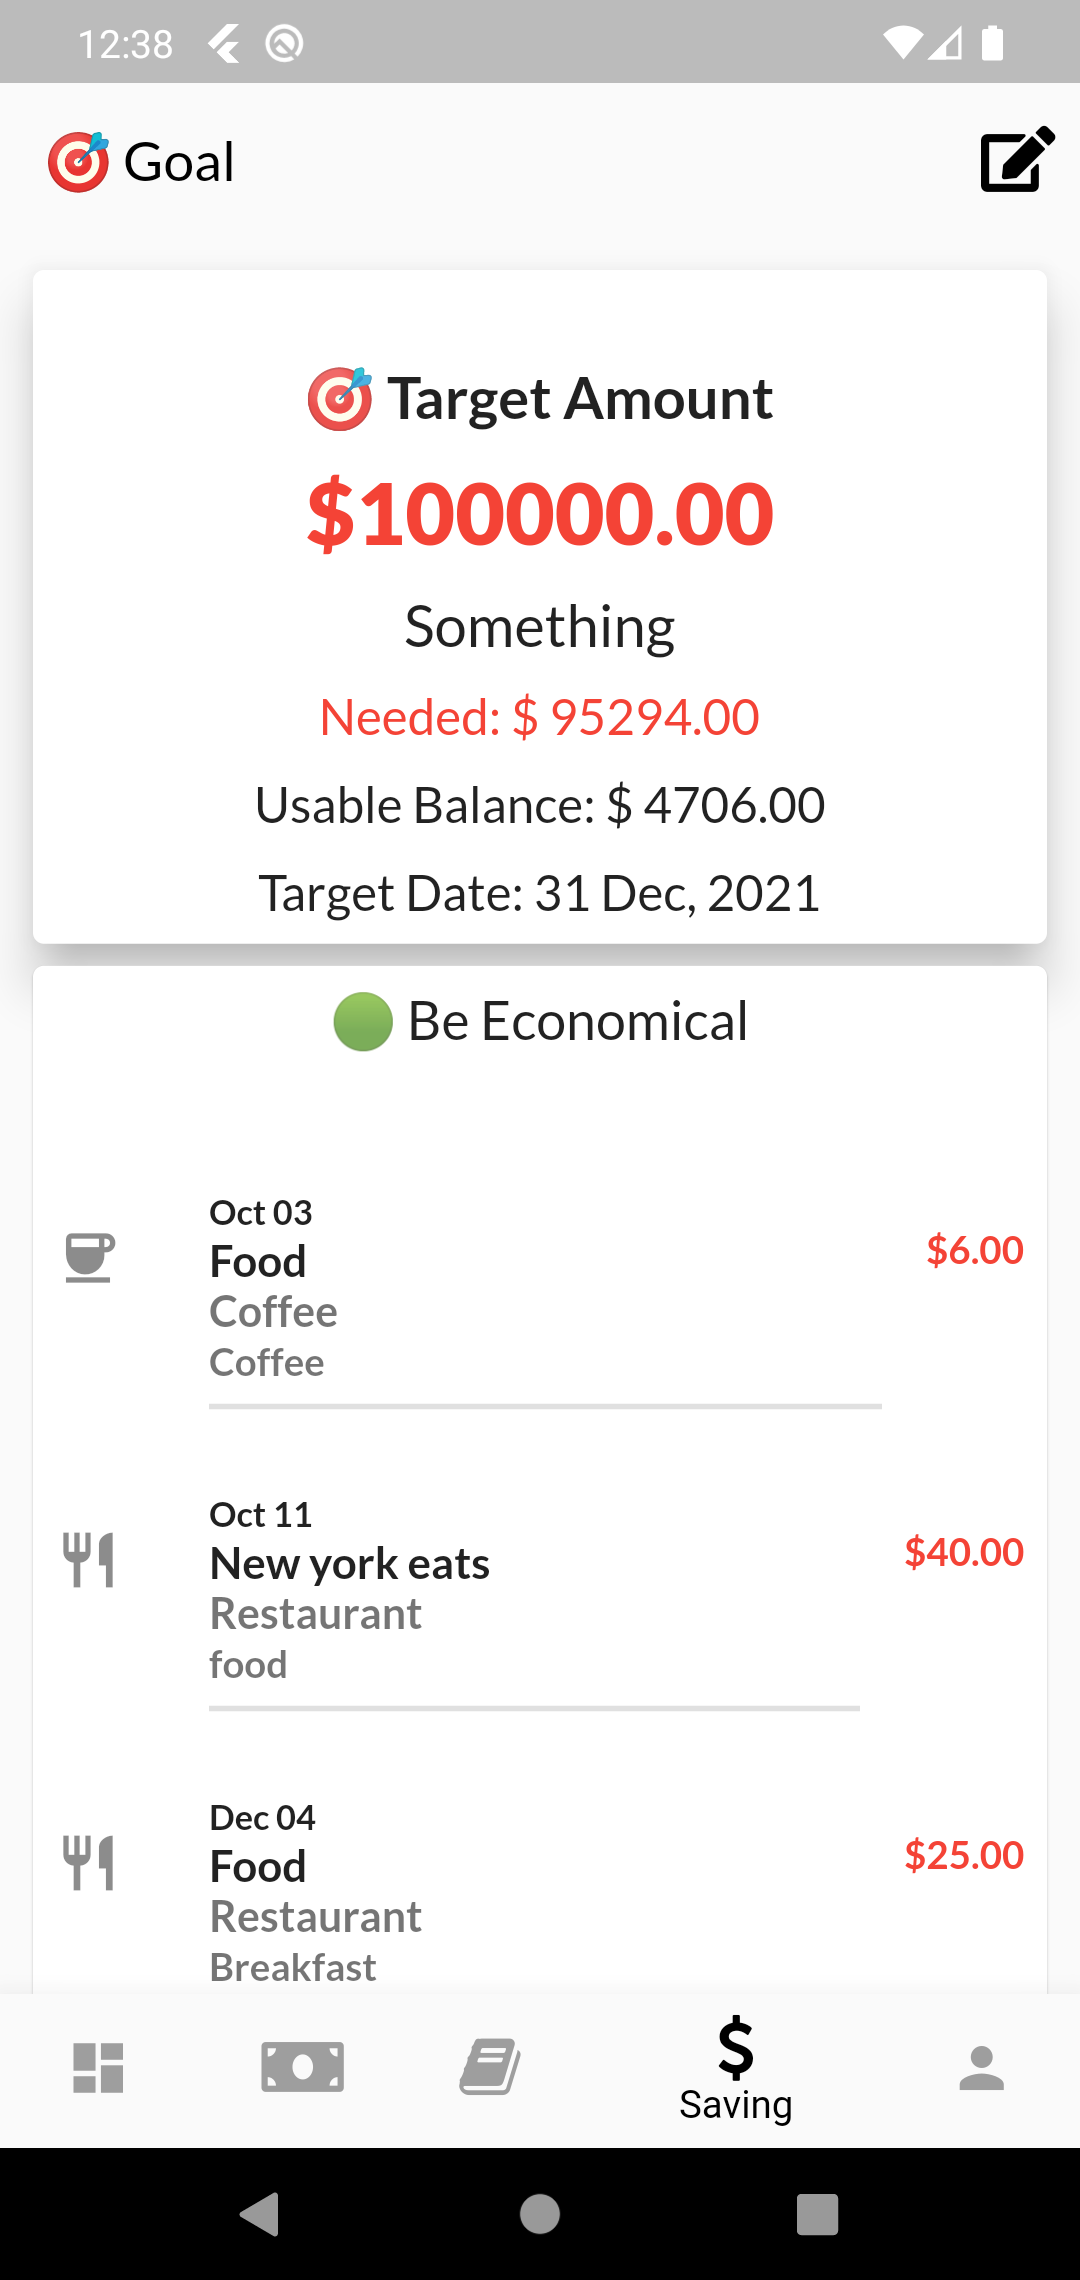 12:38
Goal
Target Amount
$100000.00
Something
Needed: $ 95294.00
Usable Balance: $ 4706.00
Target Date: 31 Dec, 2021
Be Economical
Oct 03
Food
$6.00
Coffee
Coffee
Oct 11
New york eats
$40.00
Restaurant
food
Dec 04
Food
$25.00
Restaurant
Breakfast
Saving